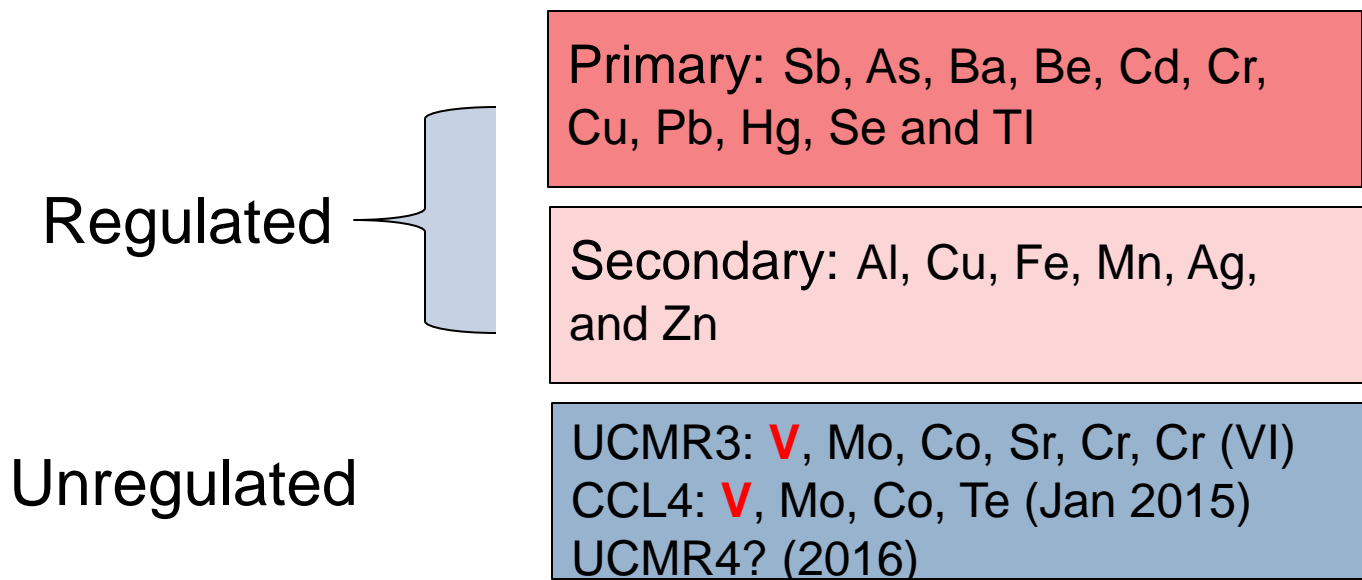 Primary: Sb, As, Ba, Be, Cd, Cr,
Cu, Pb, Hg, Se and TI
Regulated
Secondary: Al, Cu, Fe, Mn, Ag,
and Zn
Unregulated
UCMR3: V, Mo, Co, Sr, Cr, Cr (VI)
CCL4: V, Mo, Co, Te (Jan 2015)
UCMR4? (2016)